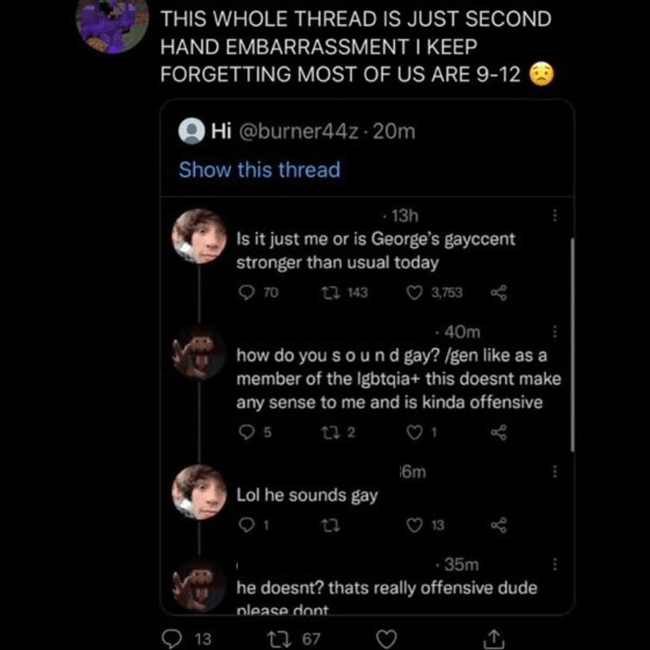 THIS WHOLE THREAD IS JUST SECOND
HAND EMBARRASSMENT I KEEP
FORGETTING MOST OF US ARE 9-12 😟
Hi @burner44z · 20m
Show this thread
· 13h
Is it just me or is George's gayccent
stronger than usual today
70 143 3,753
· 40m
how do you s o u n d gay? /gen like as a
member of the lgbtqia+ this doesnt make
any sense to me and is kinda offensive
5 2 1
6m
Lol he sounds gay
1 13
· 35m
he doesnt? thats really offensive dude
please dont
13 67